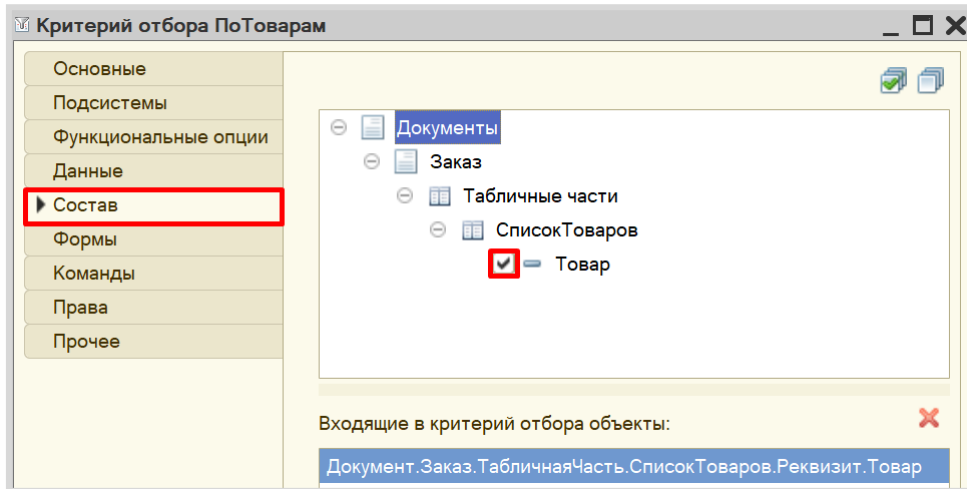 Критерий отбора ПоТоварам
Основные
Подсистемы
Функциональные опции
Данные
Состав
Формы
Команды
Права
Прочее
Документы
Заказ
Табличные части
СписокТоваров
Товар
Входящие в критерий отбора объекты:
Документ.Заказ.ТабличнаяЧасть.СписокТоваров.Реквизит.Товар